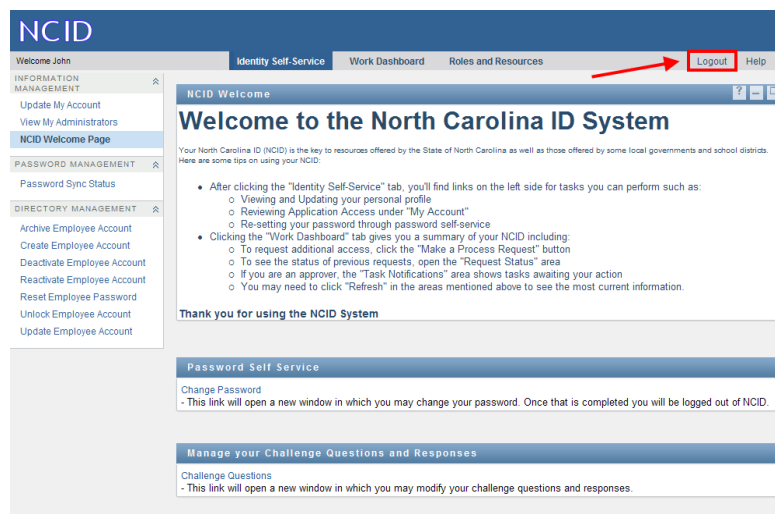 NCID
Welcome John
Identity Self-Service
Work Dashboard
Roles and Resources
Logout
Help
INFORMATION
MANAGEMENT
Update My Account
View My Administrators
NCID Welcome Page
PASSWORD MANAGEMENT
Password Sync Status
DIRECTORY MANAGEMENT
Archive Employee Account
Create Employee Account
Deactivate Employee Account
Reactivate Employee Account
Reset Employee Password
Unlock Employee Account
Update Employee Account
NCID Welcome
?
Welcome to the North Carolina ID System
Your North Carolina ID (NCID) is the key to resources offered by the State of North Carolina as well as those offered by some local governments and school districts.
Here are some tips on using your NCID:
After clicking the "Identity Self-Service" tab, you'll find links on the left side for tasks you can perform such as:
Viewing and Updating your personal profile
Reviewing Application Access under "My Account"
Re-setting your password through password self-service
Clicking the "Work Dashboard" tab gives you a summary of your NCID including:
To request additional access, click the "Make a Process Request" button
To see the status of previous requests, open the "Request Status" area
If you are an approver, the "Task Notifications" area shows tasks awaiting your action
You may need to click "Refresh" in the areas mentioned above to see the most current information.
Thank you for using the NCID System
Password Self Service
Change Password
- This link will open a new window in which you may change your password. Once that is completed you will be logged out of NCID.
Manage your Challenge Questions and Responses
Challenge Questions
- This link will open a new window in which you may modify your challenge questions and responses.